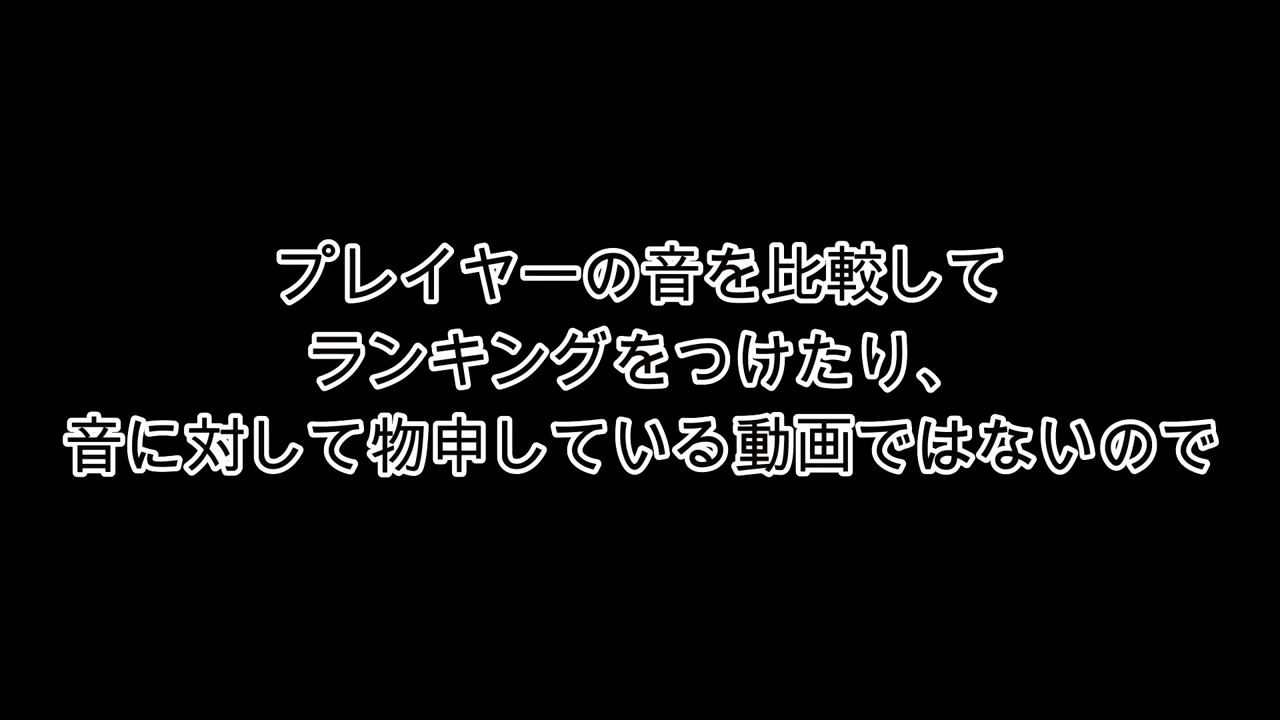 プレイヤーの音を比較して
ランキングをつけたり、
音に対して物申している動画ではないので